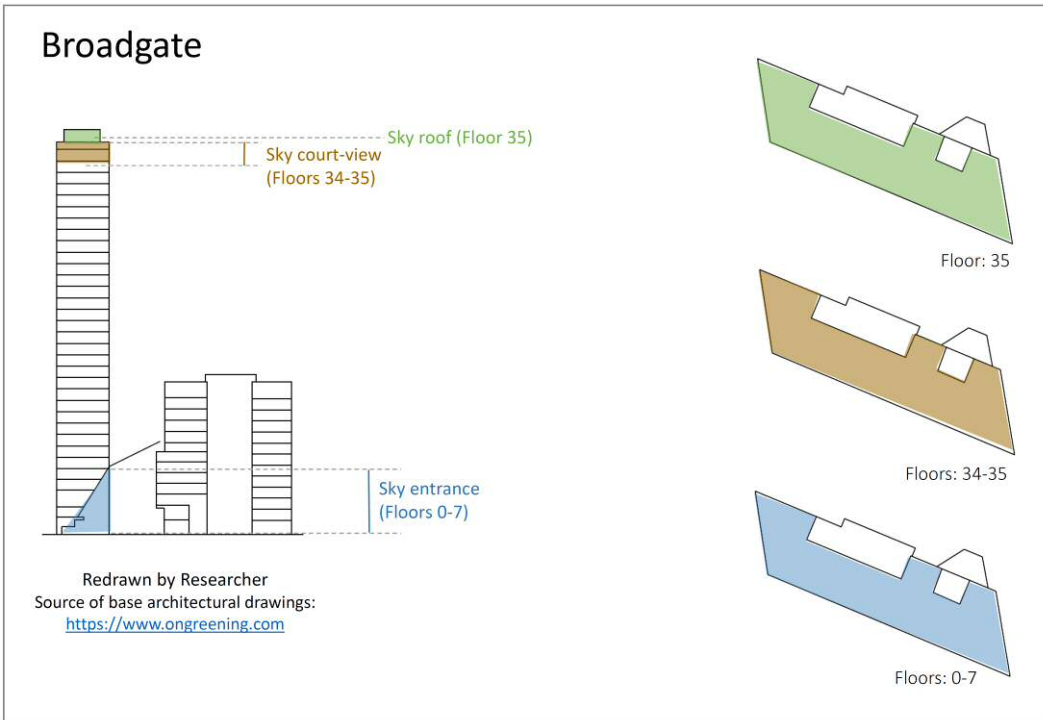 Broadgate
Sky roof (Floor 35)
Sky court-view
(Floors 34-35)
Sky entrance
(Floors 0-7)
Redrawn by Researcher
Source of base architectural drawings:
https://www.ongreening.com
Floor: 35
Floors: 34-35
Floors: 0-7